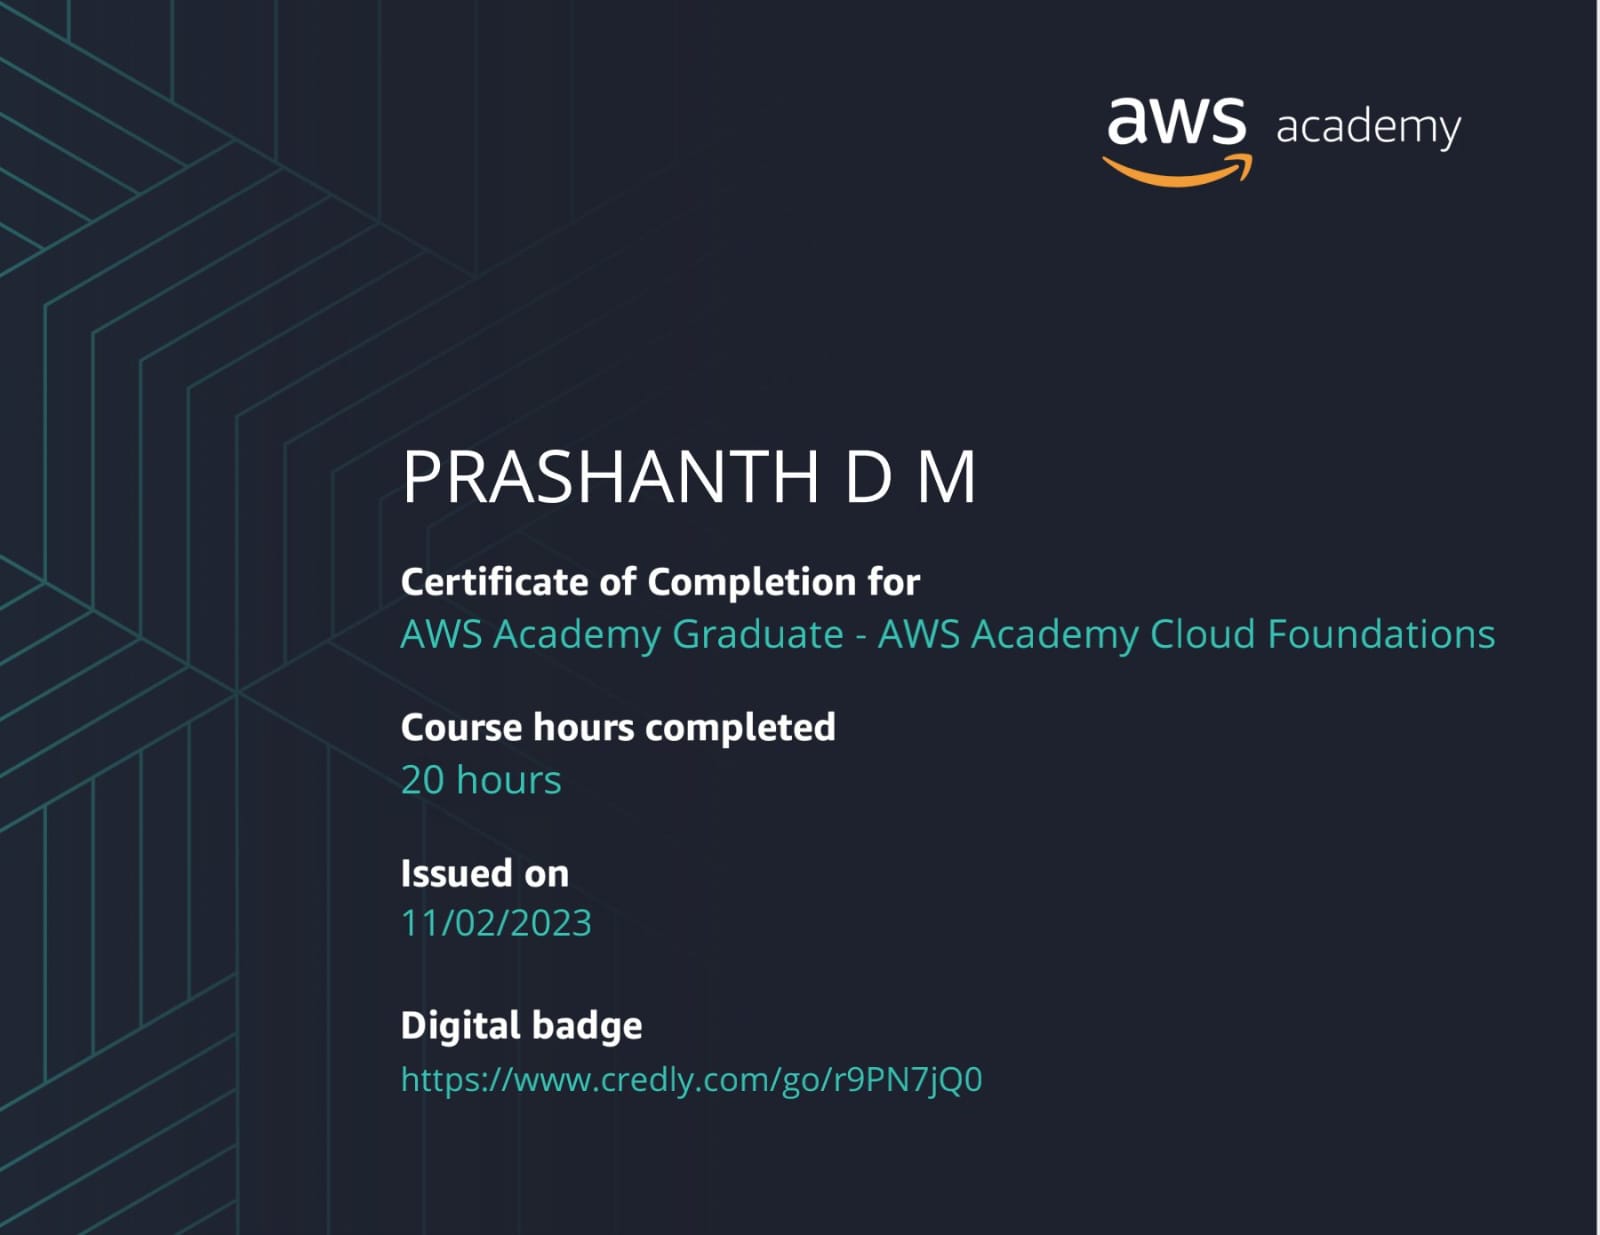 aws academy
PRASHANTH D M
Certificate of Completion for
AWS Academy Graduate - AWS Academy Cloud Foundations
Course hours completed
20 hours
Issued on
11/02/2023
Digital badge
https://www.credly.com/go/r9PN7jQ0